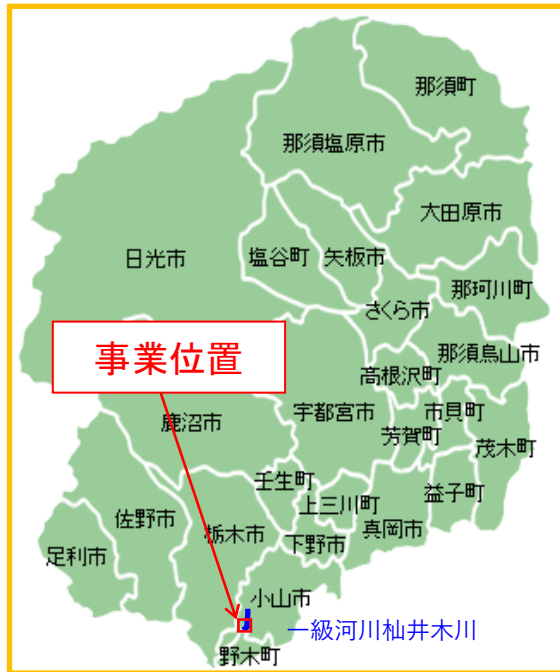 那須町
那須塩原市
大田原市
日光市
塩谷町
矢板市
那珂川町
さくら市
事業位置
那須烏山市
高根沢町
鹿沼市
宇都宮市
市貝町
芳賀町
茂木町
壬生町
上三川町
益子町
佐野市
栃木市
下野市
真岡市
足利市
小山市
一級河川杣井木川
野木町